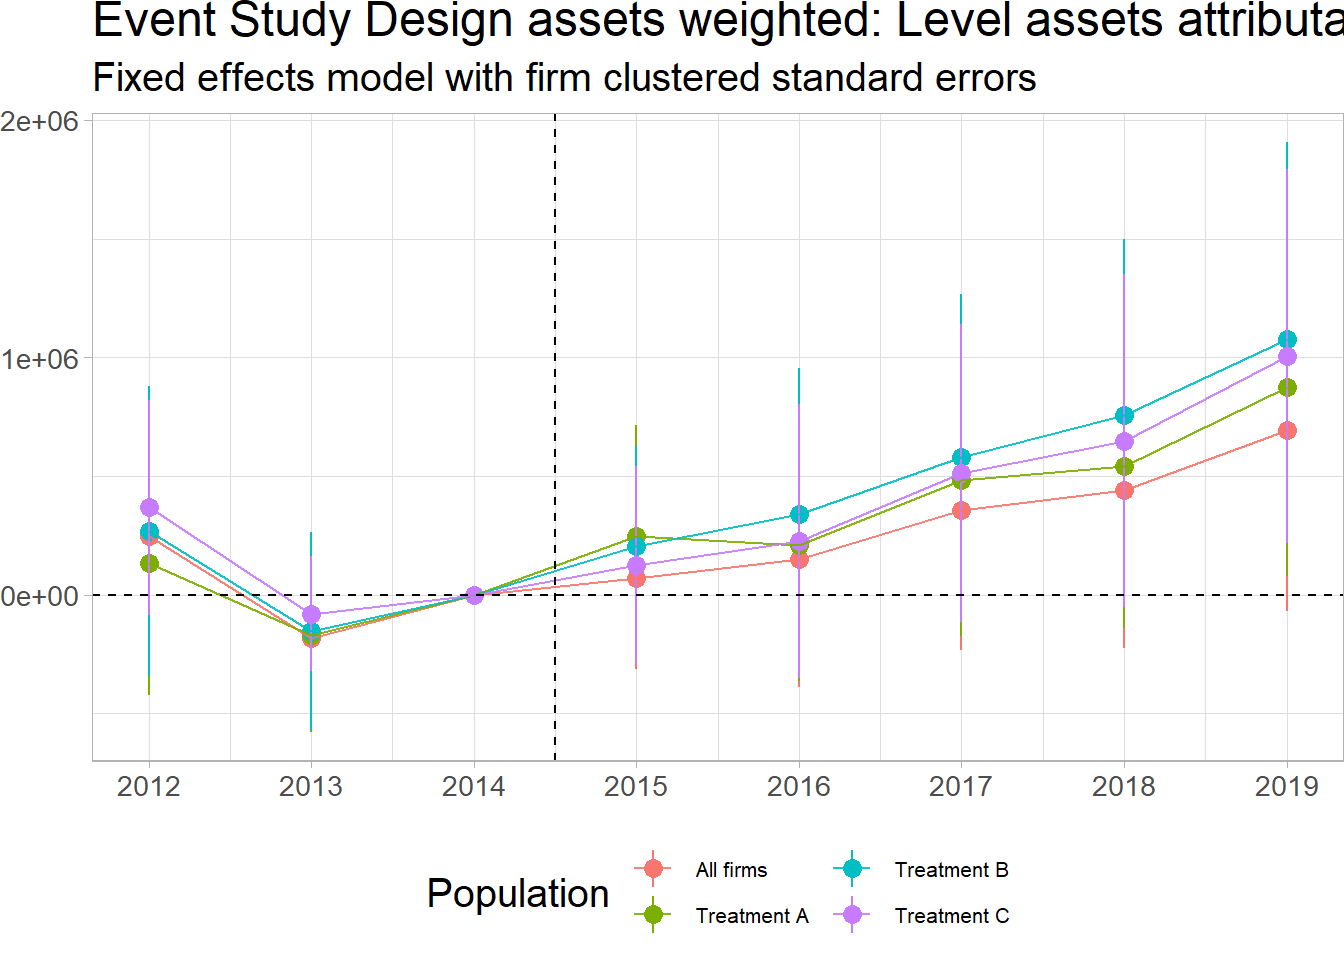 Event Study Design assets weighted: Level assets
Fixed effects model with firm clustered standard errors
2e+06
1e+06
0e+00
2012 2013 2014 2015 2016 2017 2018 2019
Population
All firms
Treatment B
Treatment A
Treatment C